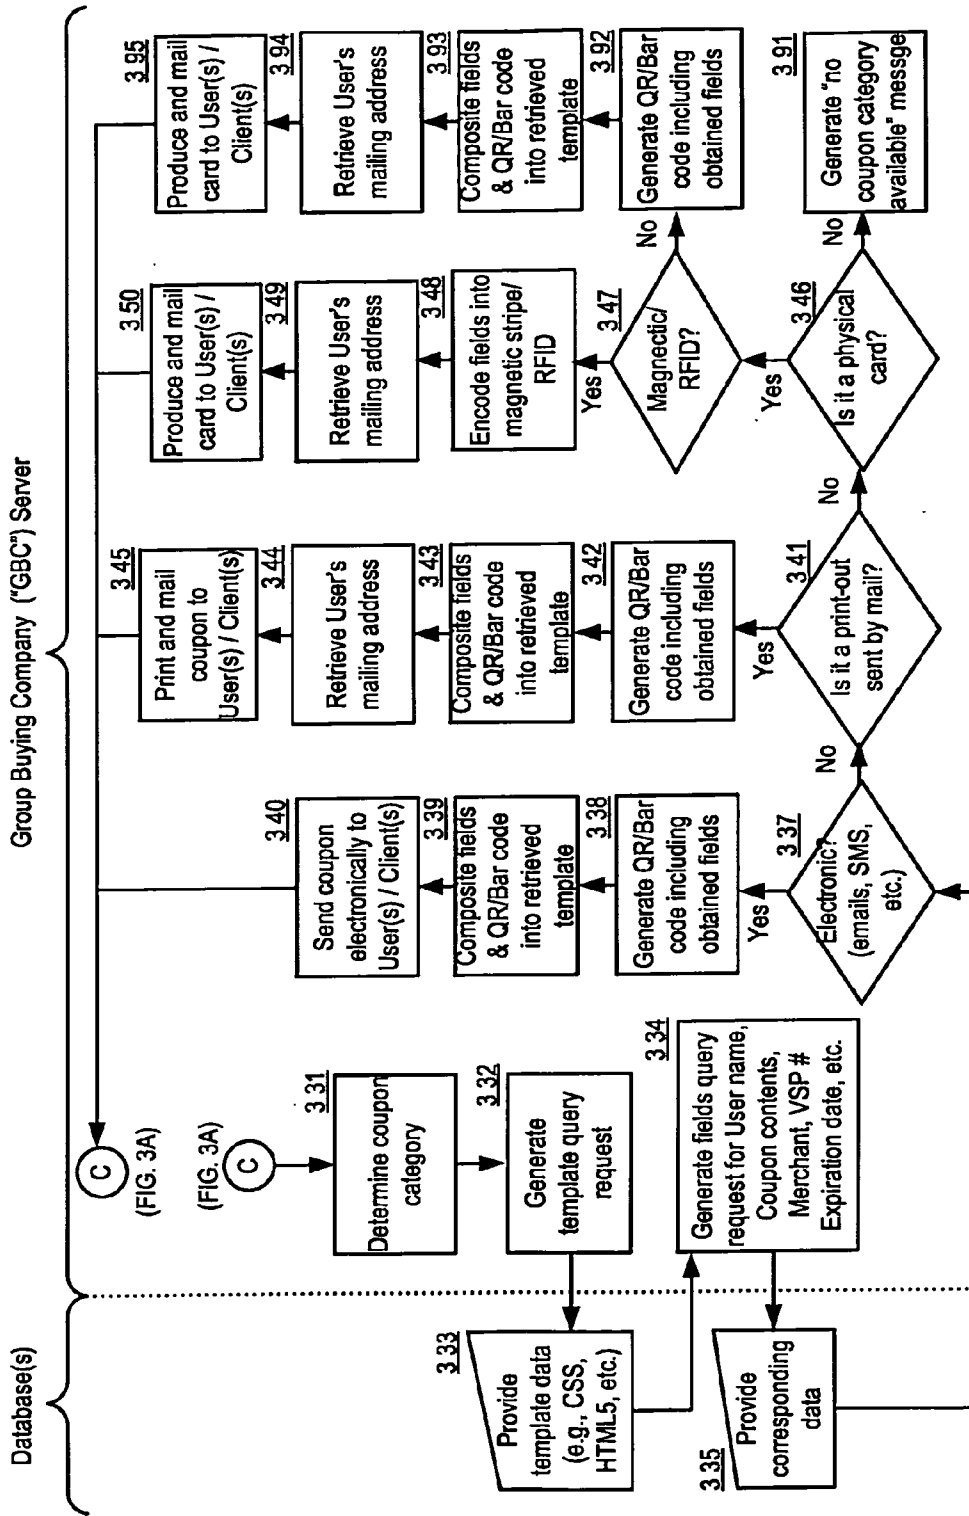 Database(s)
Group Buying Company ("GBC") Server
C
(FIG. 3A)
(FIG. 3A)
C
3 31
Determine coupon
category
3 32
Generate
template query
request
3 33
Provide
template data
(e.g., CSS,
HTML5, etc.)
3 34
Generate fields query
request for User name,
Coupon contents,
Merchant, VSP #
Expiration date, etc.
3 35
Provide
corresponding
data
3 37
Electronic?
(emails, SMS,
etc.)
Yes
No
3 38
Generate QR/Bar
code including
obtained fields
3 39
Composite fields
& QR/Bar code
into retrieved
template
3 40
Send coupon
electronically to
User(s) / Client(s)
3 41
Is it a print-out
sent by mail?
Yes
No
3 42
Generate QR/Bar
code including
obtained fields
3 43
Composite fields
& QR/Bar code
into retrieved
template
3 44
Retrieve User's
mailing address
3 45
Print and mail
coupon to
User(s) / Client(s)
3 46
Is it a physical
card?
Yes
No
3 47
Magnectic/
RFID?
Yes
No
3 48
Encode fields into
magnetic stripe/
RFID
3 49
Retrieve User's
mailing address
3 50
Produce and mail
card to User(s) /
Client(s)
3 91
Generate "no
coupon category
available" messge
3 92
Generate QR/Bar
code including
obtained fields
3 93
Composite fields
& QR/Bar code
into retrieved
template
3 94
Retrieve User's
mailing address
3 95
Produce and mail
card to User(s) /
Client(s)